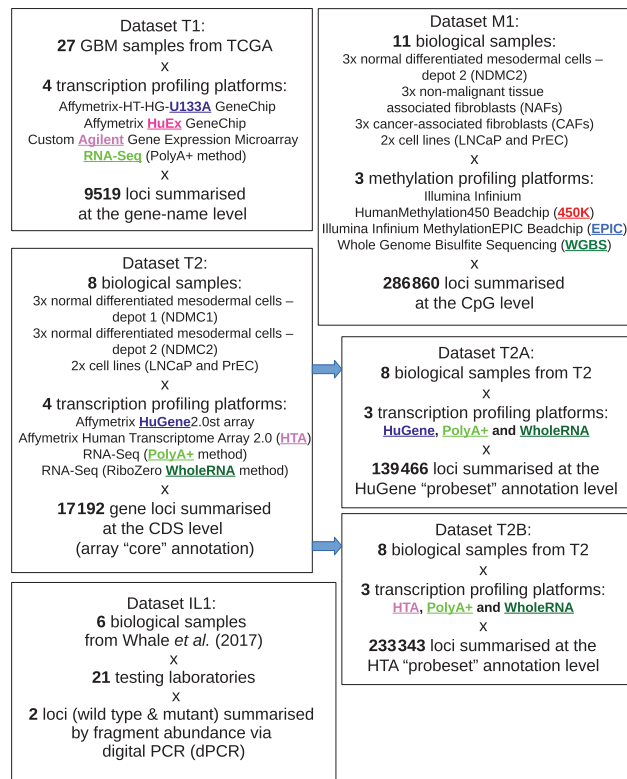 Dataset T1:
27 GBM samples from TCGA
x
4 transcription profiling platforms:
Affymetrix-HT-HG-U133A GeneChip
Affymetrix HuEx GeneChip
Custom Agilent Gene Expression Microarray
RNA-Seq (PolyA+ method)
x
9519 loci summarised
at the gene-name level
Dataset T2:
8 biological samples:
3x normal differentiated mesodermal cells –
depot 1 (NDMC1)
3x normal differentiated mesodermal cells –
depot 2 (NDMC2)
2x cell lines (LNCaP and PrEC)
x
4 transcription profiling platforms:
Affymetrix HuGene2.0st array
Affymetrix Human Transcriptome Array 2.0 (HTA)
RNA-Seq (PolyA+ method)
RNA-Seq (RiboZero WholeRNA method)
x
17192 gene loci summarised
at the CDS level
(array “core” annotation)
Dataset IL1:
6 biological samples
from Whale et al. (2017)
x
21 testing laboratories
x
2 loci (wild type & mutant) summarised
by fragment abundance via
digital PCR (dPCR)
Dataset M1:
11 biological samples:
3x normal differentiated mesodermal cells –
depot 2 (NDMC2)
3x non-malignant tissue
associated fibroblasts (NAFs)
3x cancer-associated fibroblasts (CAFs)
2x cell lines (LNCaP and PrEC)
x
3 methylation profiling platforms:
Illumina Infinium
HumanMethylation450 Beadchip (450K)
Illumina Infinium MethylationEPIC Beadchip (EPIC)
Whole Genome Bisulfite Sequencing (WGBS)
x
286860 loci summarised
at the CpG level
Dataset T2A:
8 biological samples from T2
x
3 transcription profiling platforms:
HuGene, PolyA+ and WholeRNA
x
139466 loci summarised at the
HuGene “probeset” annotation level
Dataset T2B:
8 biological samples from T2
x
3 transcription profiling platforms:
HTA, PolyA+ and WholeRNA
x
233343 loci summarised at the
HTA “probeset” annotation level